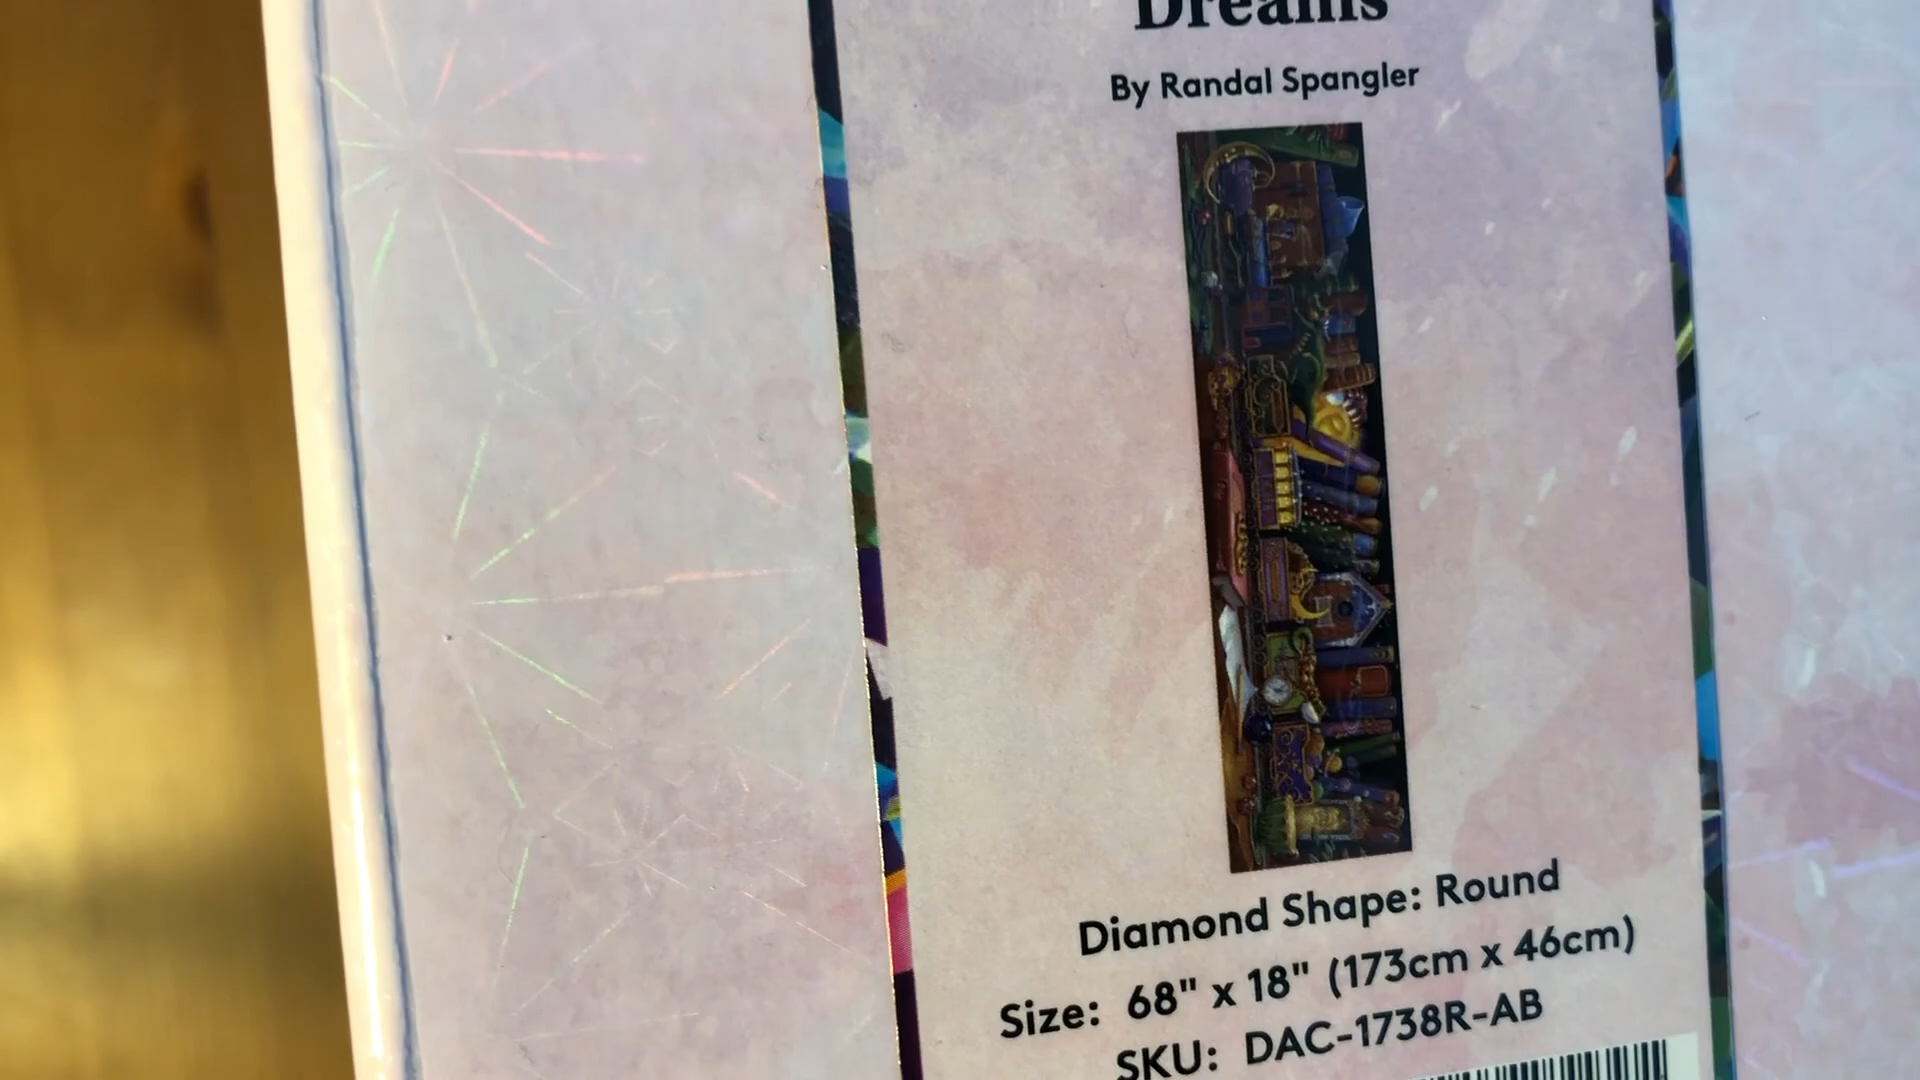 Dreams
By Randal Spangler
Diamond Shape: Round
Size: 68" x 18" (173cm x 46cm)
SKU: DAC-1738R-AB